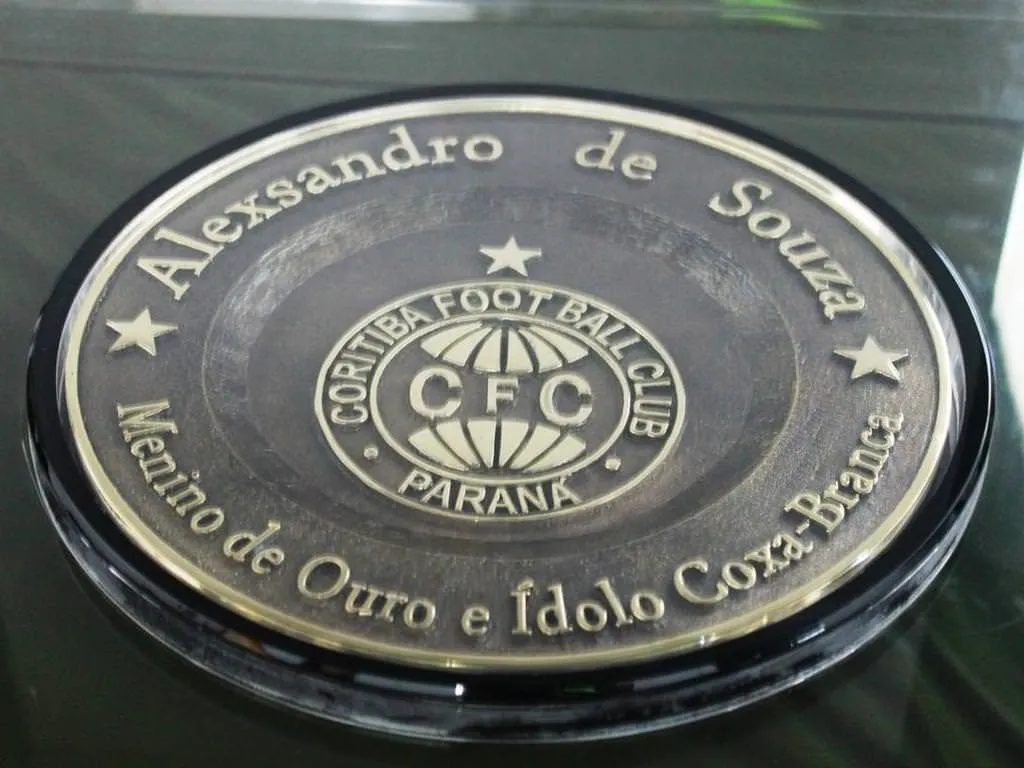 Alexsandro de Souza
CORITIBA FOOT BALL CLUB
CFC
PARANÁ
Menino de Ouro e Ídolo Coxa-Branca